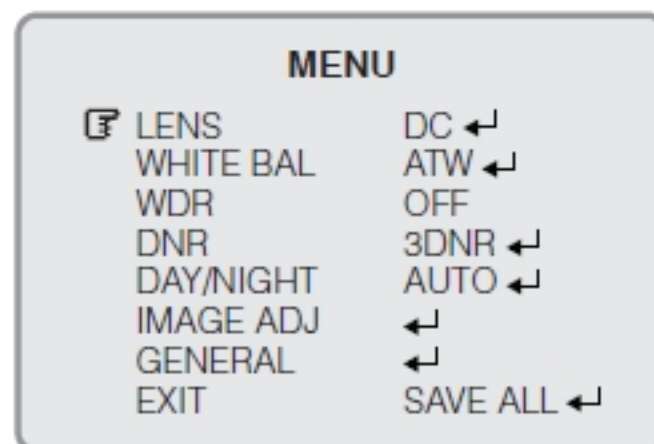 MENU
LENS DC ↵
WHITE BAL ATW ↵
WDR OFF
DNR 3DNR ↵
DAY/NIGHT AUTO ↵
IMAGE ADJ ↵
GENERAL ↵
EXIT SAVE ALL ↵